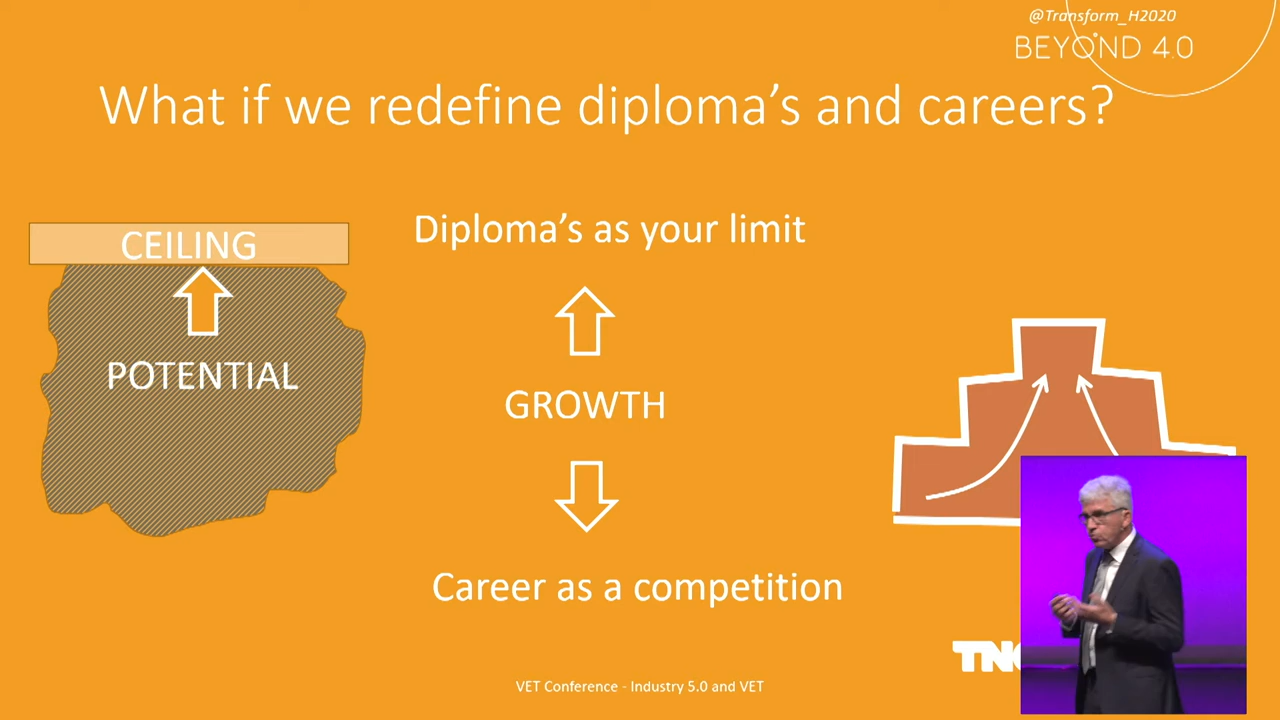 @Transform_H2020
BEYOND 4.0
What if we redefine diploma's and careers?
CEILING
POTENTIAL
Diploma's as your limit
GROWTH
Career as a competition
VET Conference - Industry 5.0 and VET